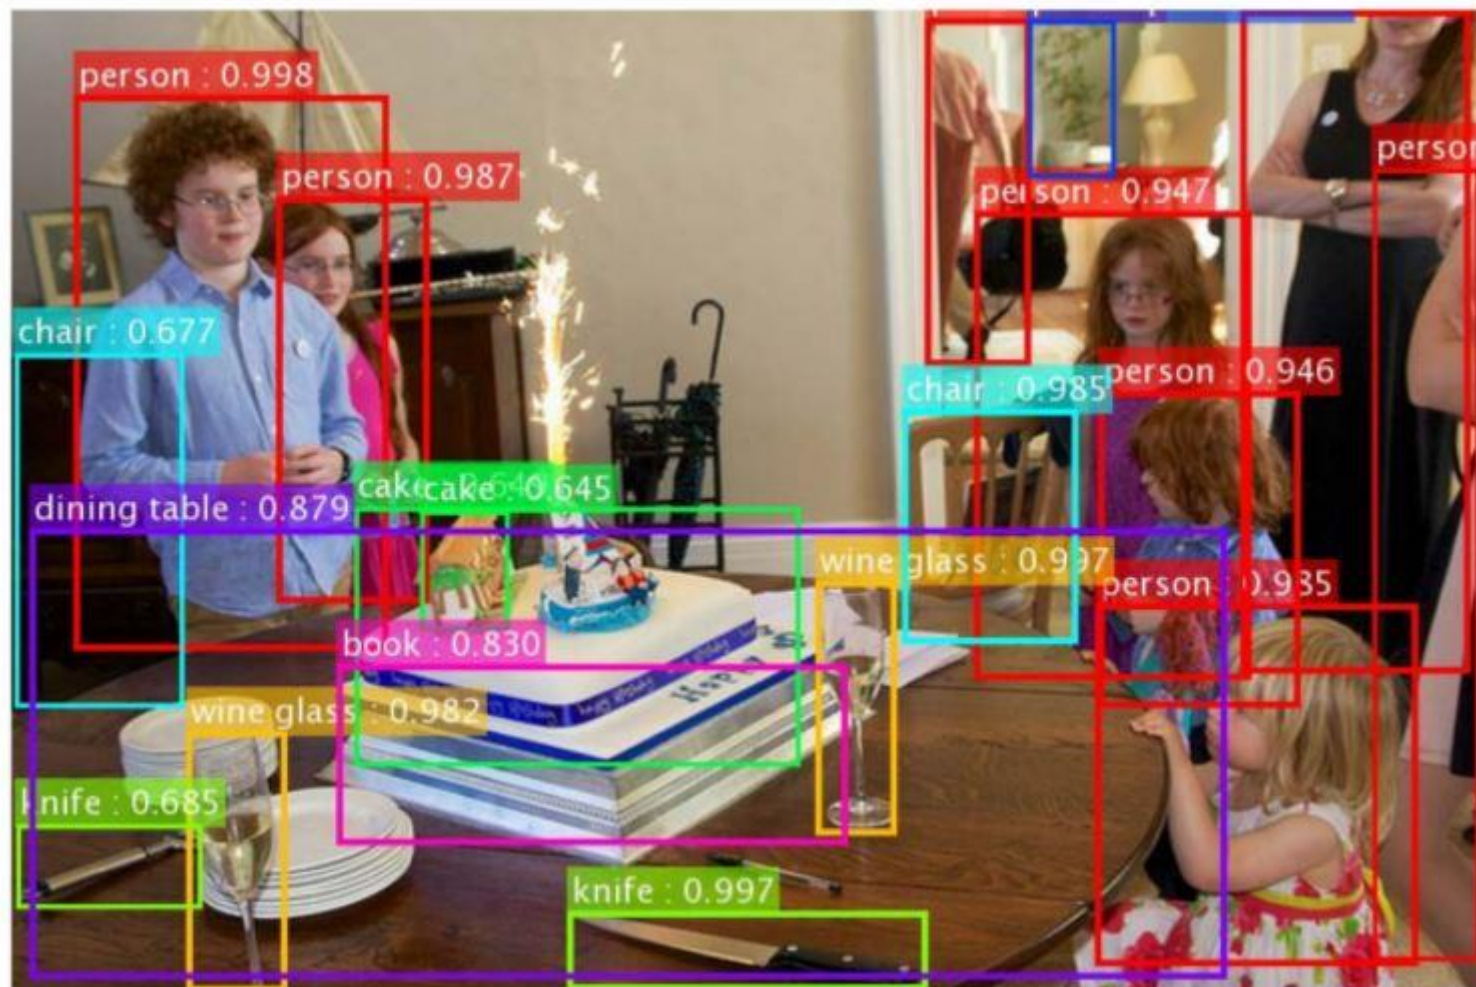 person : 0.998
person : 0.987
person
person : 0.947
chair : 0.677
chair : 0.985
person : 0.946
cake
cake : 0.645
dining table : 0.879
wine glass : 0.997
person : 0.985
book : 0.830
wine glass : 0.982
knife : 0.685
knife : 0.997